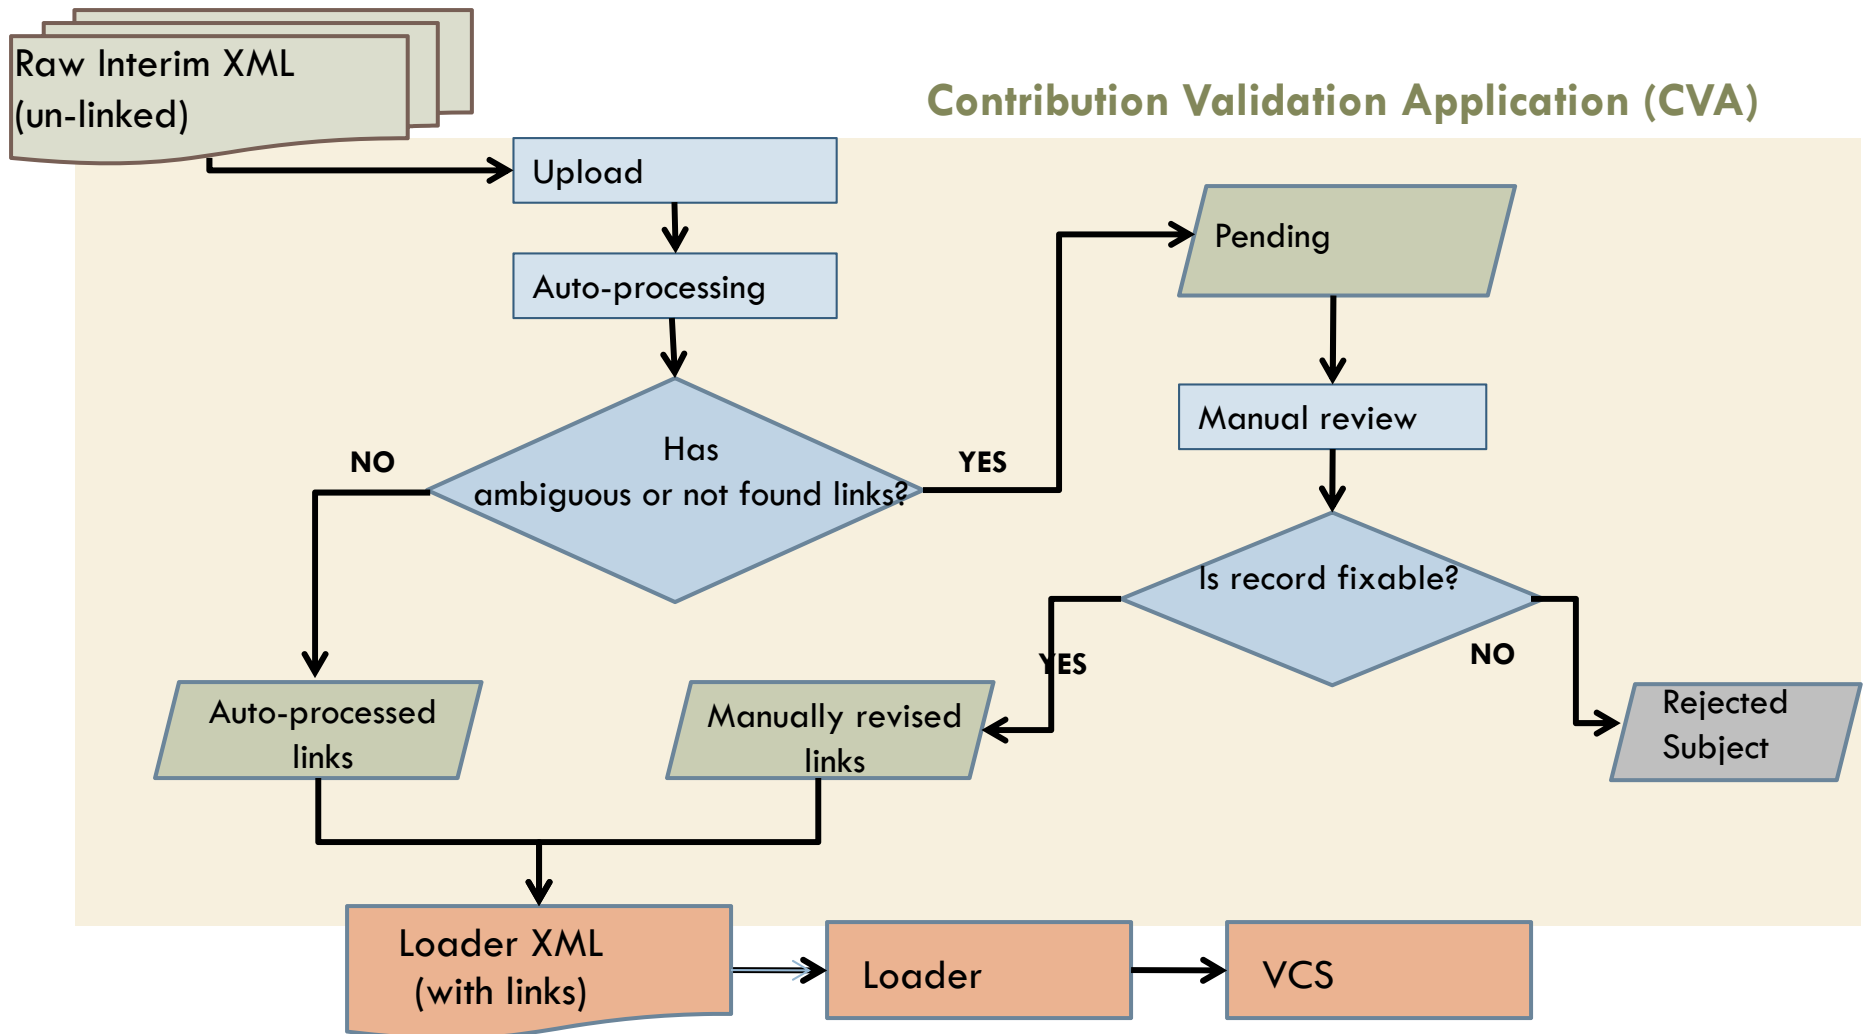 Raw Interim XML
(un-linked)
Contribution Validation Application (CVA)
Upload
Pending
Auto-processing
Manual review
Has
ambiguous or not found links?
NO
YES
Is record fixable?
YES
NO
Auto-processed
links
Manually revised
links
Rejected
Subject
Loader XML
(with links)
Loader
VCS